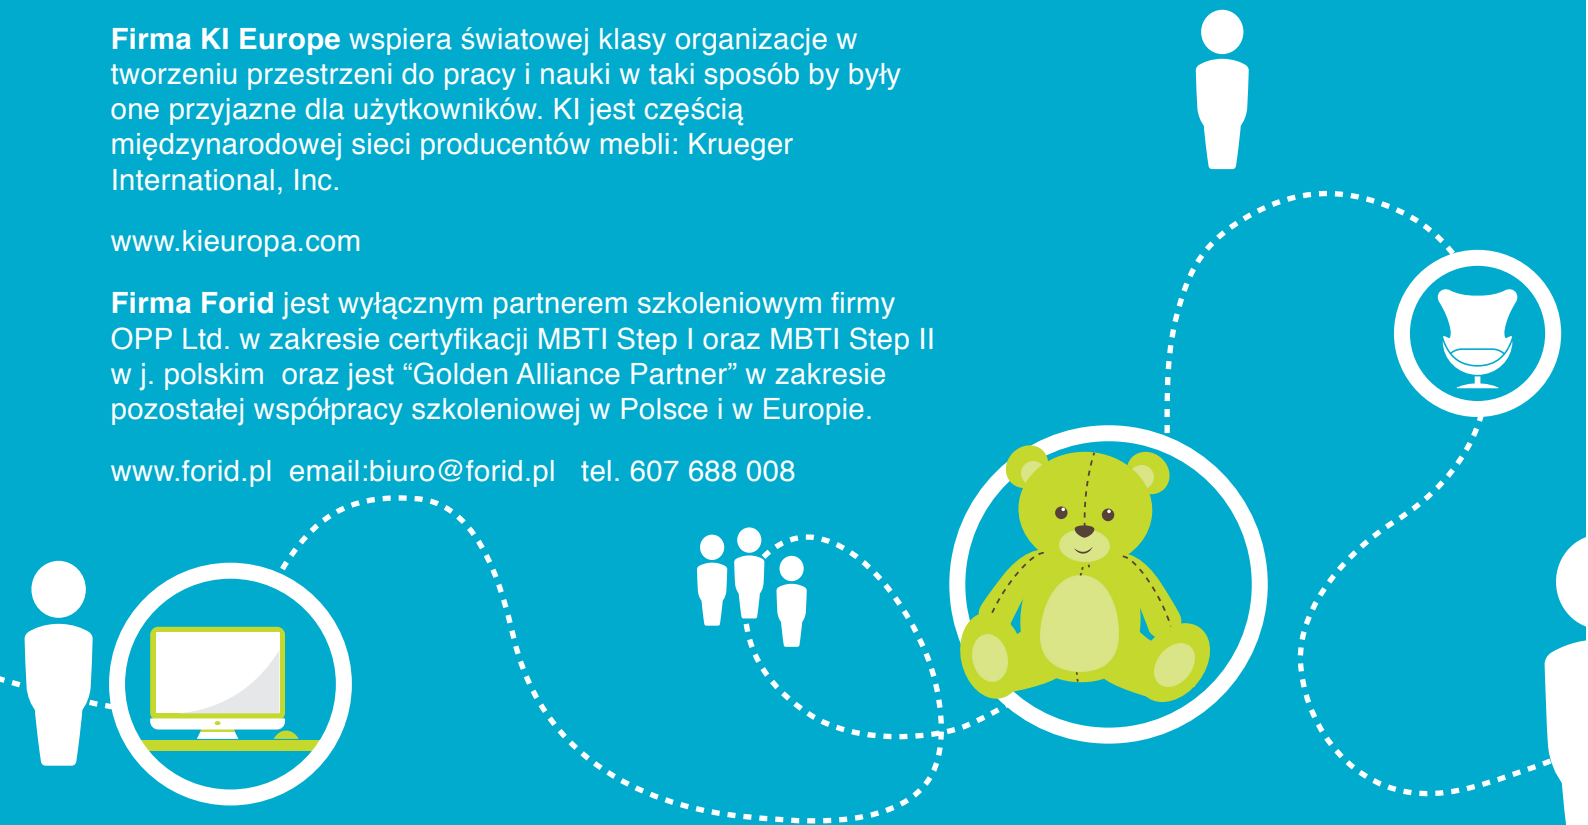 Firma KI Europe wspiera światowej klasy organizacje w
tworzeniu przestrzeni do pracy i nauki w taki sposób by były
one przyjazne dla użytkowników. KI jest częścią
międzynarodowej sieci producentów mebli: Krueger
International, Inc.
www.kieuropa.com
Firma Forid jest wyłącznym partnerem szkoleniowym firmy
OPP Ltd. w zakresie certyfikacji MBTI Step I oraz MBTI Step II
w j. polskim  oraz jest “Golden Alliance Partner” w zakresie
pozostałej współpracy szkoleniowej w Polsce i w Europie.
www.forid.pl  email:biuro@forid.pl   tel. 607 688 008